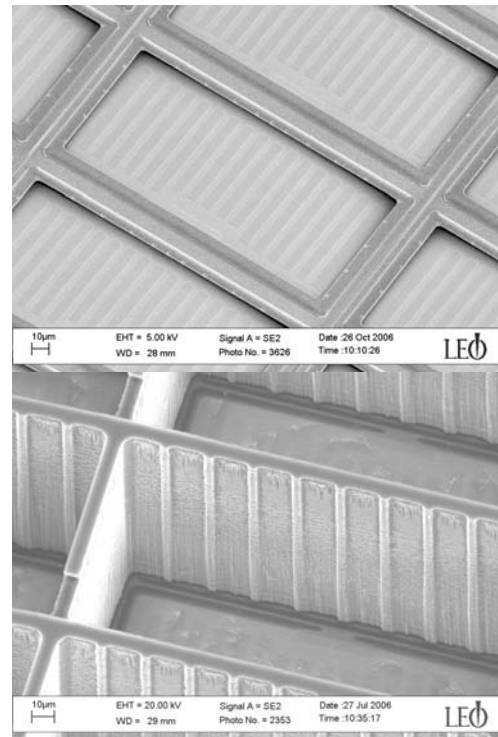 10µm EHT = 5.00 kV Signal A = SE2 Date :26 Oct 2006 LEO
WD = 28 mm Photo No. = 3626 Time :10:10:26
10µm EHT = 20.00 kV Signal A = SE2 Date :27 Jul 2006 LEO
WD = 29 mm Photo No. = 2353 Time :10:35:17